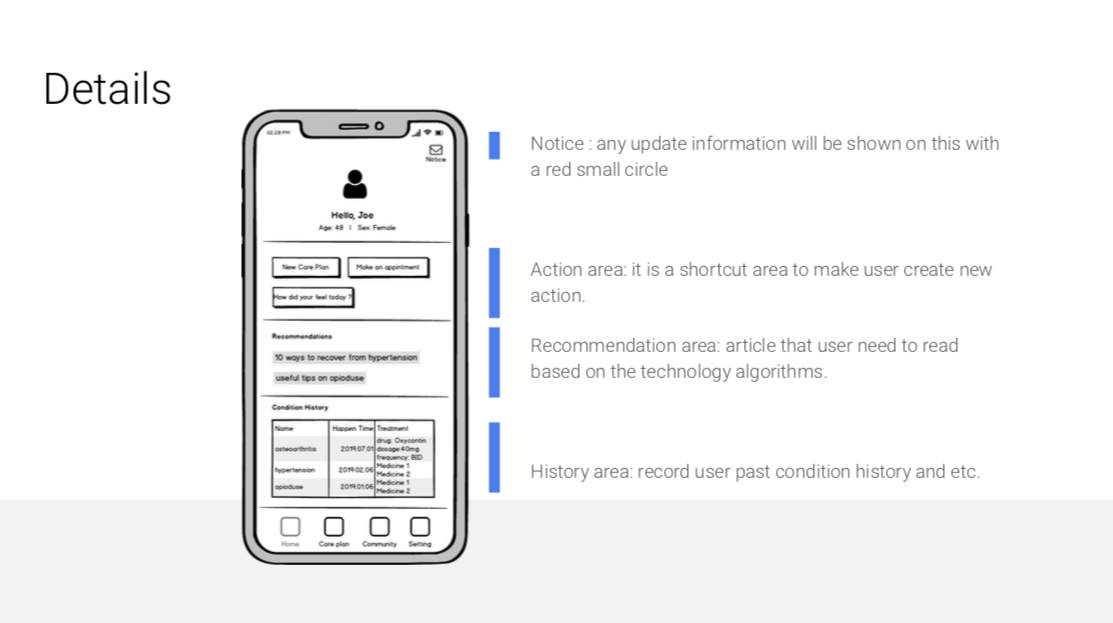 Details
02:28 PM
Notice
Hello, Joe
Age: 48 | Sex: Female
New Care Plan
Make an appintment
How did your feel today ?
Recommendations
10 ways to recover from hypertension
useful tips on opioduse
Condition History
Name Happen Time Treatment
osteoarthritis 2019.07.01 drug: Oxycontin
dosage:40mg
frequency: BID
hypertension 2019.02.06 Medicine 1
Medicine 2
opioduse 2019.01.06 Medicine 1
Medicine 2
Home Care plan Community Setting
Notice : any update information will be shown on this with
a red small circle
Action area: it is a shortcut area to make user create new
action.
Recommendation area: article that user need to read
based on the technology algorithms.
History area: record user past condition history and etc.